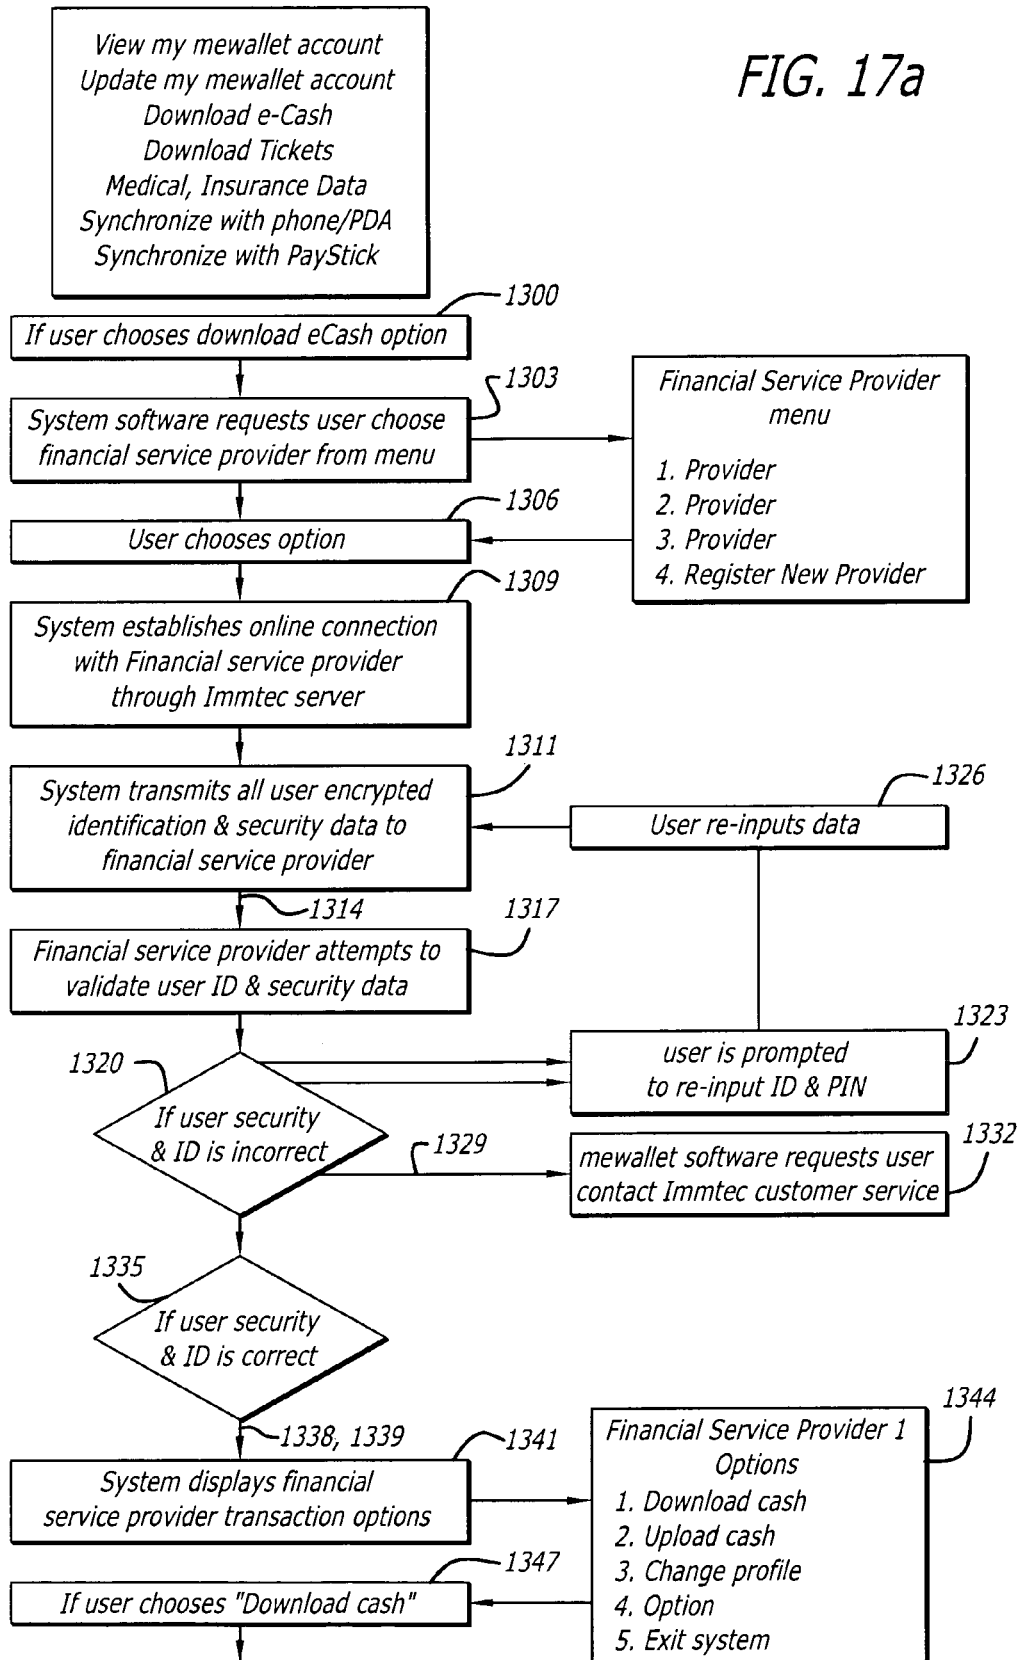 FIG. 17a
View my mewallet account
Update my mewallet account
Download e-Cash
Download Tickets
Medical, Insurance Data
Synchronize with phone/PDA
Synchronize with PayStick
1300
If user chooses download eCash option
1303
System software requests user choose
financial service provider from menu
Financial Service Provider
menu
1. Provider
2. Provider
3. Provider
4. Register New Provider
1306
User chooses option
1309
System establishes online connection
with Financial service provider
through Immtec server
1311
System transmits all user encrypted
identification & security data to
financial service provider
1326
User re-inputs data
1314
1317
Financial service provider attempts to
validate user ID & security data
1320
If user security
& ID is incorrect
1323
user is prompted
to re-input ID & PIN
1329
1332
mewallet software requests user
contact Immtec customer service
1335
If user security
& ID is correct
1338, 1339
1341
System displays financial
service provider transaction options
1344
Financial Service Provider 1
Options
1. Download cash
2. Upload cash
3. Change profile
4. Option
5. Exit system
1347
If user chooses "Download cash"